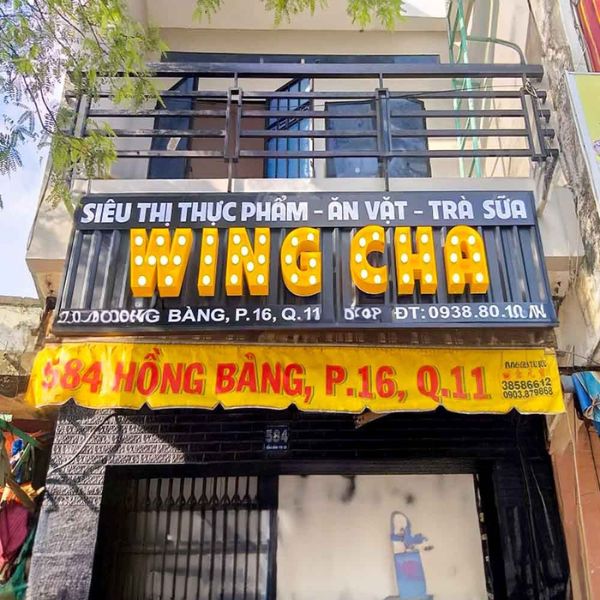 SIÊU THỊ THỰC PHẨM - ĂN VẶT - TRÀ SỮA
WING CHA
BÀNG, P.16, Q.11 ĐT: 0938.80.10
584 HỒNG BÀNG, P.16, Q.11
38586612
0903.879868
584